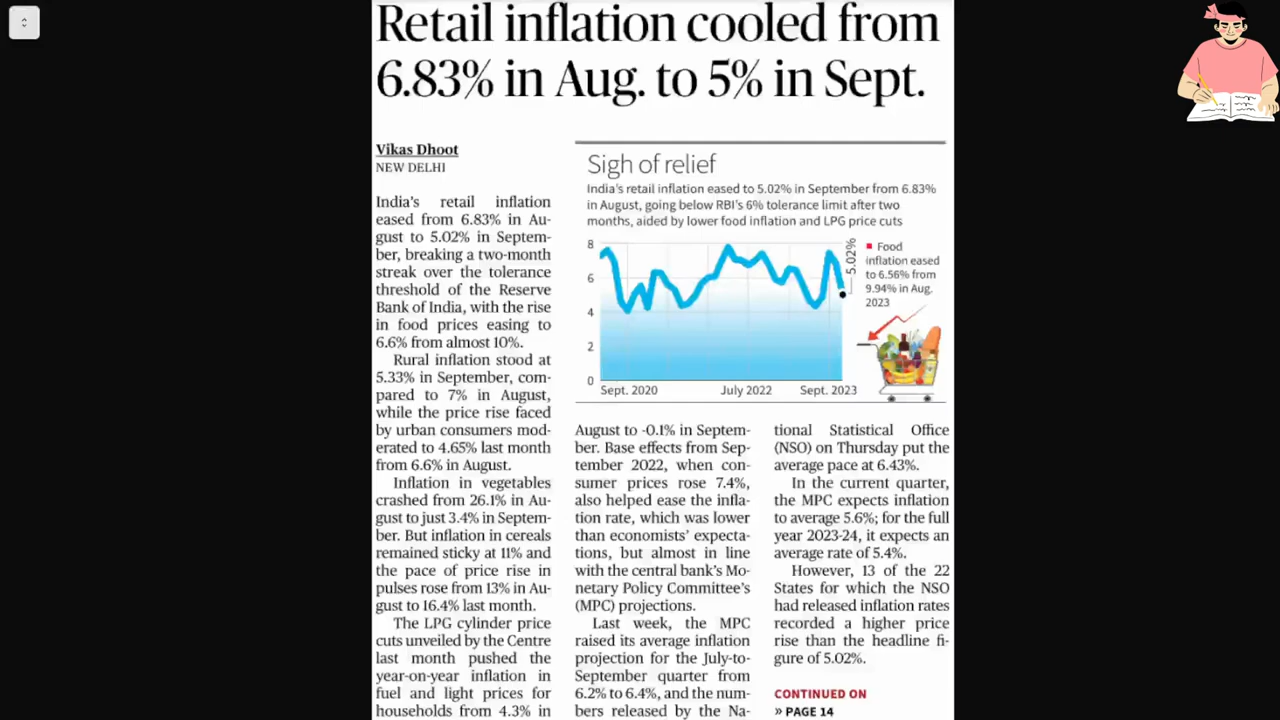 Retail inflation cooled from
6.83% in Aug. to 5% in Sept.
Vikas Dhoot
NEW DELHI
India's retail inflation
eased from 6.83% in Au-
gust to 5.02% in Septem-
ber, breaking a two-month
streak over the tolerance
threshold of the Reserve
Bank of India, with the rise
in food prices easing to
6.6% from almost 10%.
Rural inflation stood at
5.33% in September, com-
pared to 7% in August,
while the price rise faced
by urban consumers mod-
erated to 4.65% last month
from 6.6% in August.
Inflation in vegetables
crashed from 26.1% in Au-
gust to just 3.4% in Septem-
ber. But inflation in cereals
remained sticky at 11% and
the pace of price rise in
pulses rose from 13% in Au-
gust to 16.4% last month.
The LPG cylinder price
cuts unveiled by the Centre
last month pushed the
year-on-year inflation in
fuel and light prices for
households from 4.3% in
Sigh of relief
India's retail inflation eased to 5.02% in September from 6.83%
in August, going below RBI's 6% tolerance limit after two
months, aided by lower food inflation and LPG price cuts
8
6
4
2
0
Sept. 2020
July 2022
Sept. 2023
5.02%
Food
inflation eased
to 6.56% from
9.94% in Aug.
2023
August to -0.1% in Septem-
ber. Base effects from Sep-
tember 2022, when con-
sumer prices rose 7.4%,
also helped ease the infla-
tion rate, which was lower
than economists' expecta-
tions, but almost in line
with the central bank's Mo-
netary Policy Committee's
(MPC) projections.
Last week, the MPC
raised its average inflation
projection for the July-to-
September quarter from
6.2% to 6.4%, and the num-
bers released by the Na-
tional Statistical Office
(NSO) on Thursday put the
average pace at 6.43%.
In the current quarter,
the MPC expects inflation
to average 5.6%; for the full
year 2023-24, it expects an
average rate of 5.4%.
However, 13 of the 22
States for which the NSO
had released inflation rates
recorded a higher price
rise than the headline fi-
gure of 5.02%.
CONTINUED ON
» PAGE 14